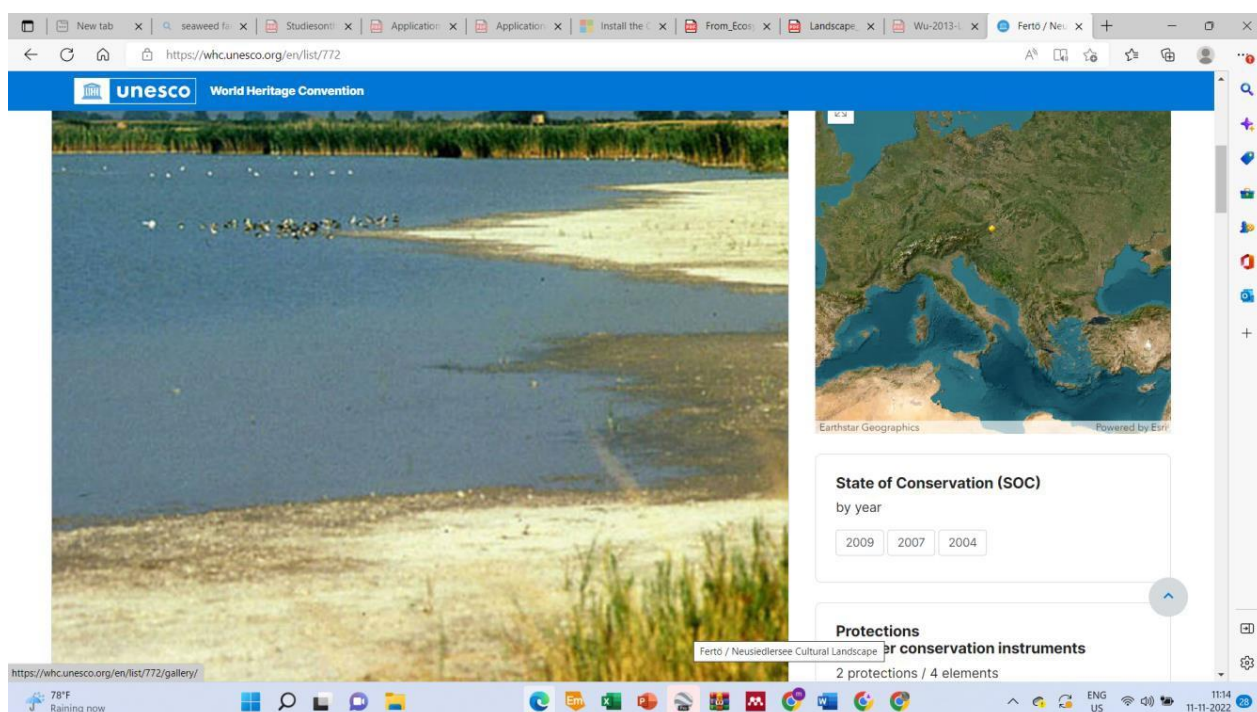 New tab
seaweed fa
Studiesont
Application
Application
Install the C
From_Ecos
Landscape_
Wu-2013-L
Fertö / Neu
https://whc.unesco.org/en/list/772
unesco World Heritage Convention
Earthstar Geographics
Powered by Esri
State of Conservation (SOC)
by year
2009 2007 2004
Protections
er conservation instruments
2 protections / 4 elements
Fertö / Neusiedlersee Cultural Landscape
https://whc.unesco.org/en/list/772/gallery/
78°F
Raining now
ENG
US
11:14
11-11-2022
28